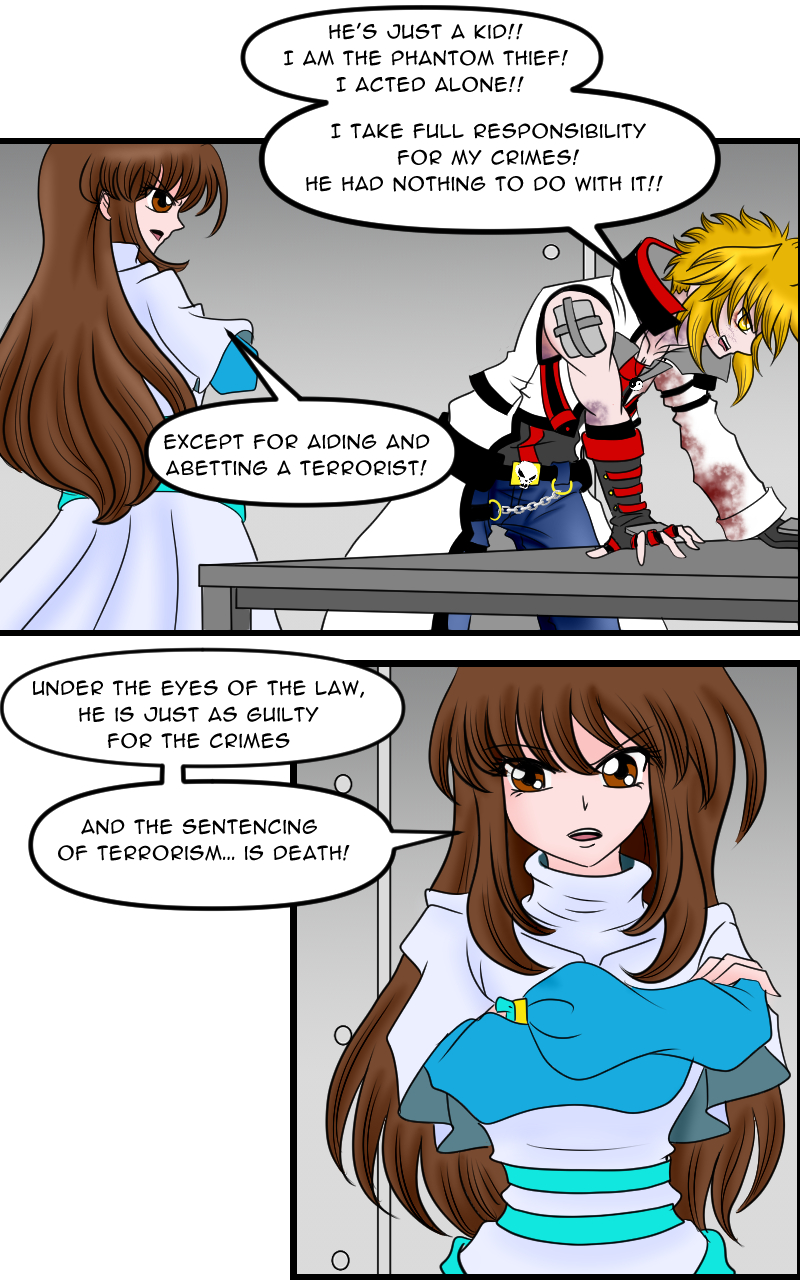 HE'S JUST A KID!!
I AM THE PHANTOM THIEF!
I ACTED ALONE!!
I TAKE FULL RESPONSIBILITY
FOR MY CRIMES!
HE HAD NOTHING TO DO WITH IT!!
EXCEPT FOR AIDING AND
ABETTING A TERRORIST!
UNDER THE EYES OF THE LAW,
HE IS JUST AS GUILTY
FOR THE CRIMES
AND THE SENTENCING
OF TERRORISM... IS DEATH!